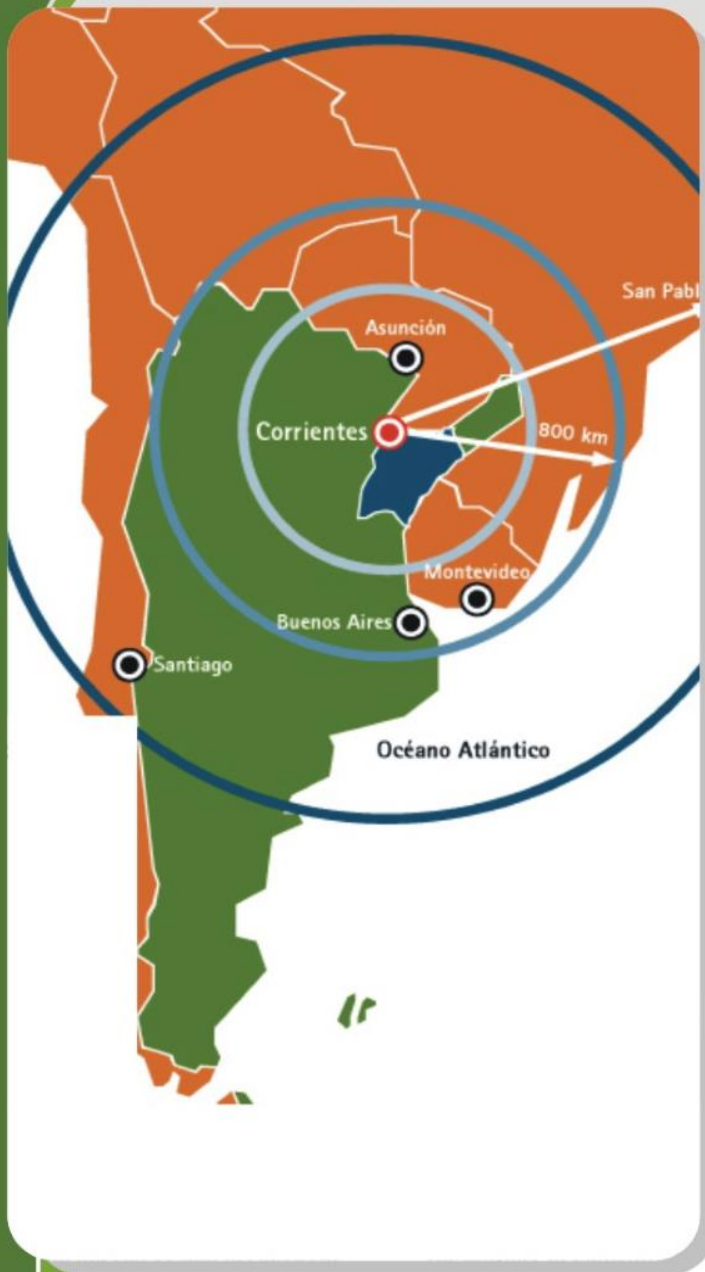 San Pabl
Asunción
Corrientes
800 km
Montevideo
Buenos Aires
Santiago
Océano Atlántico